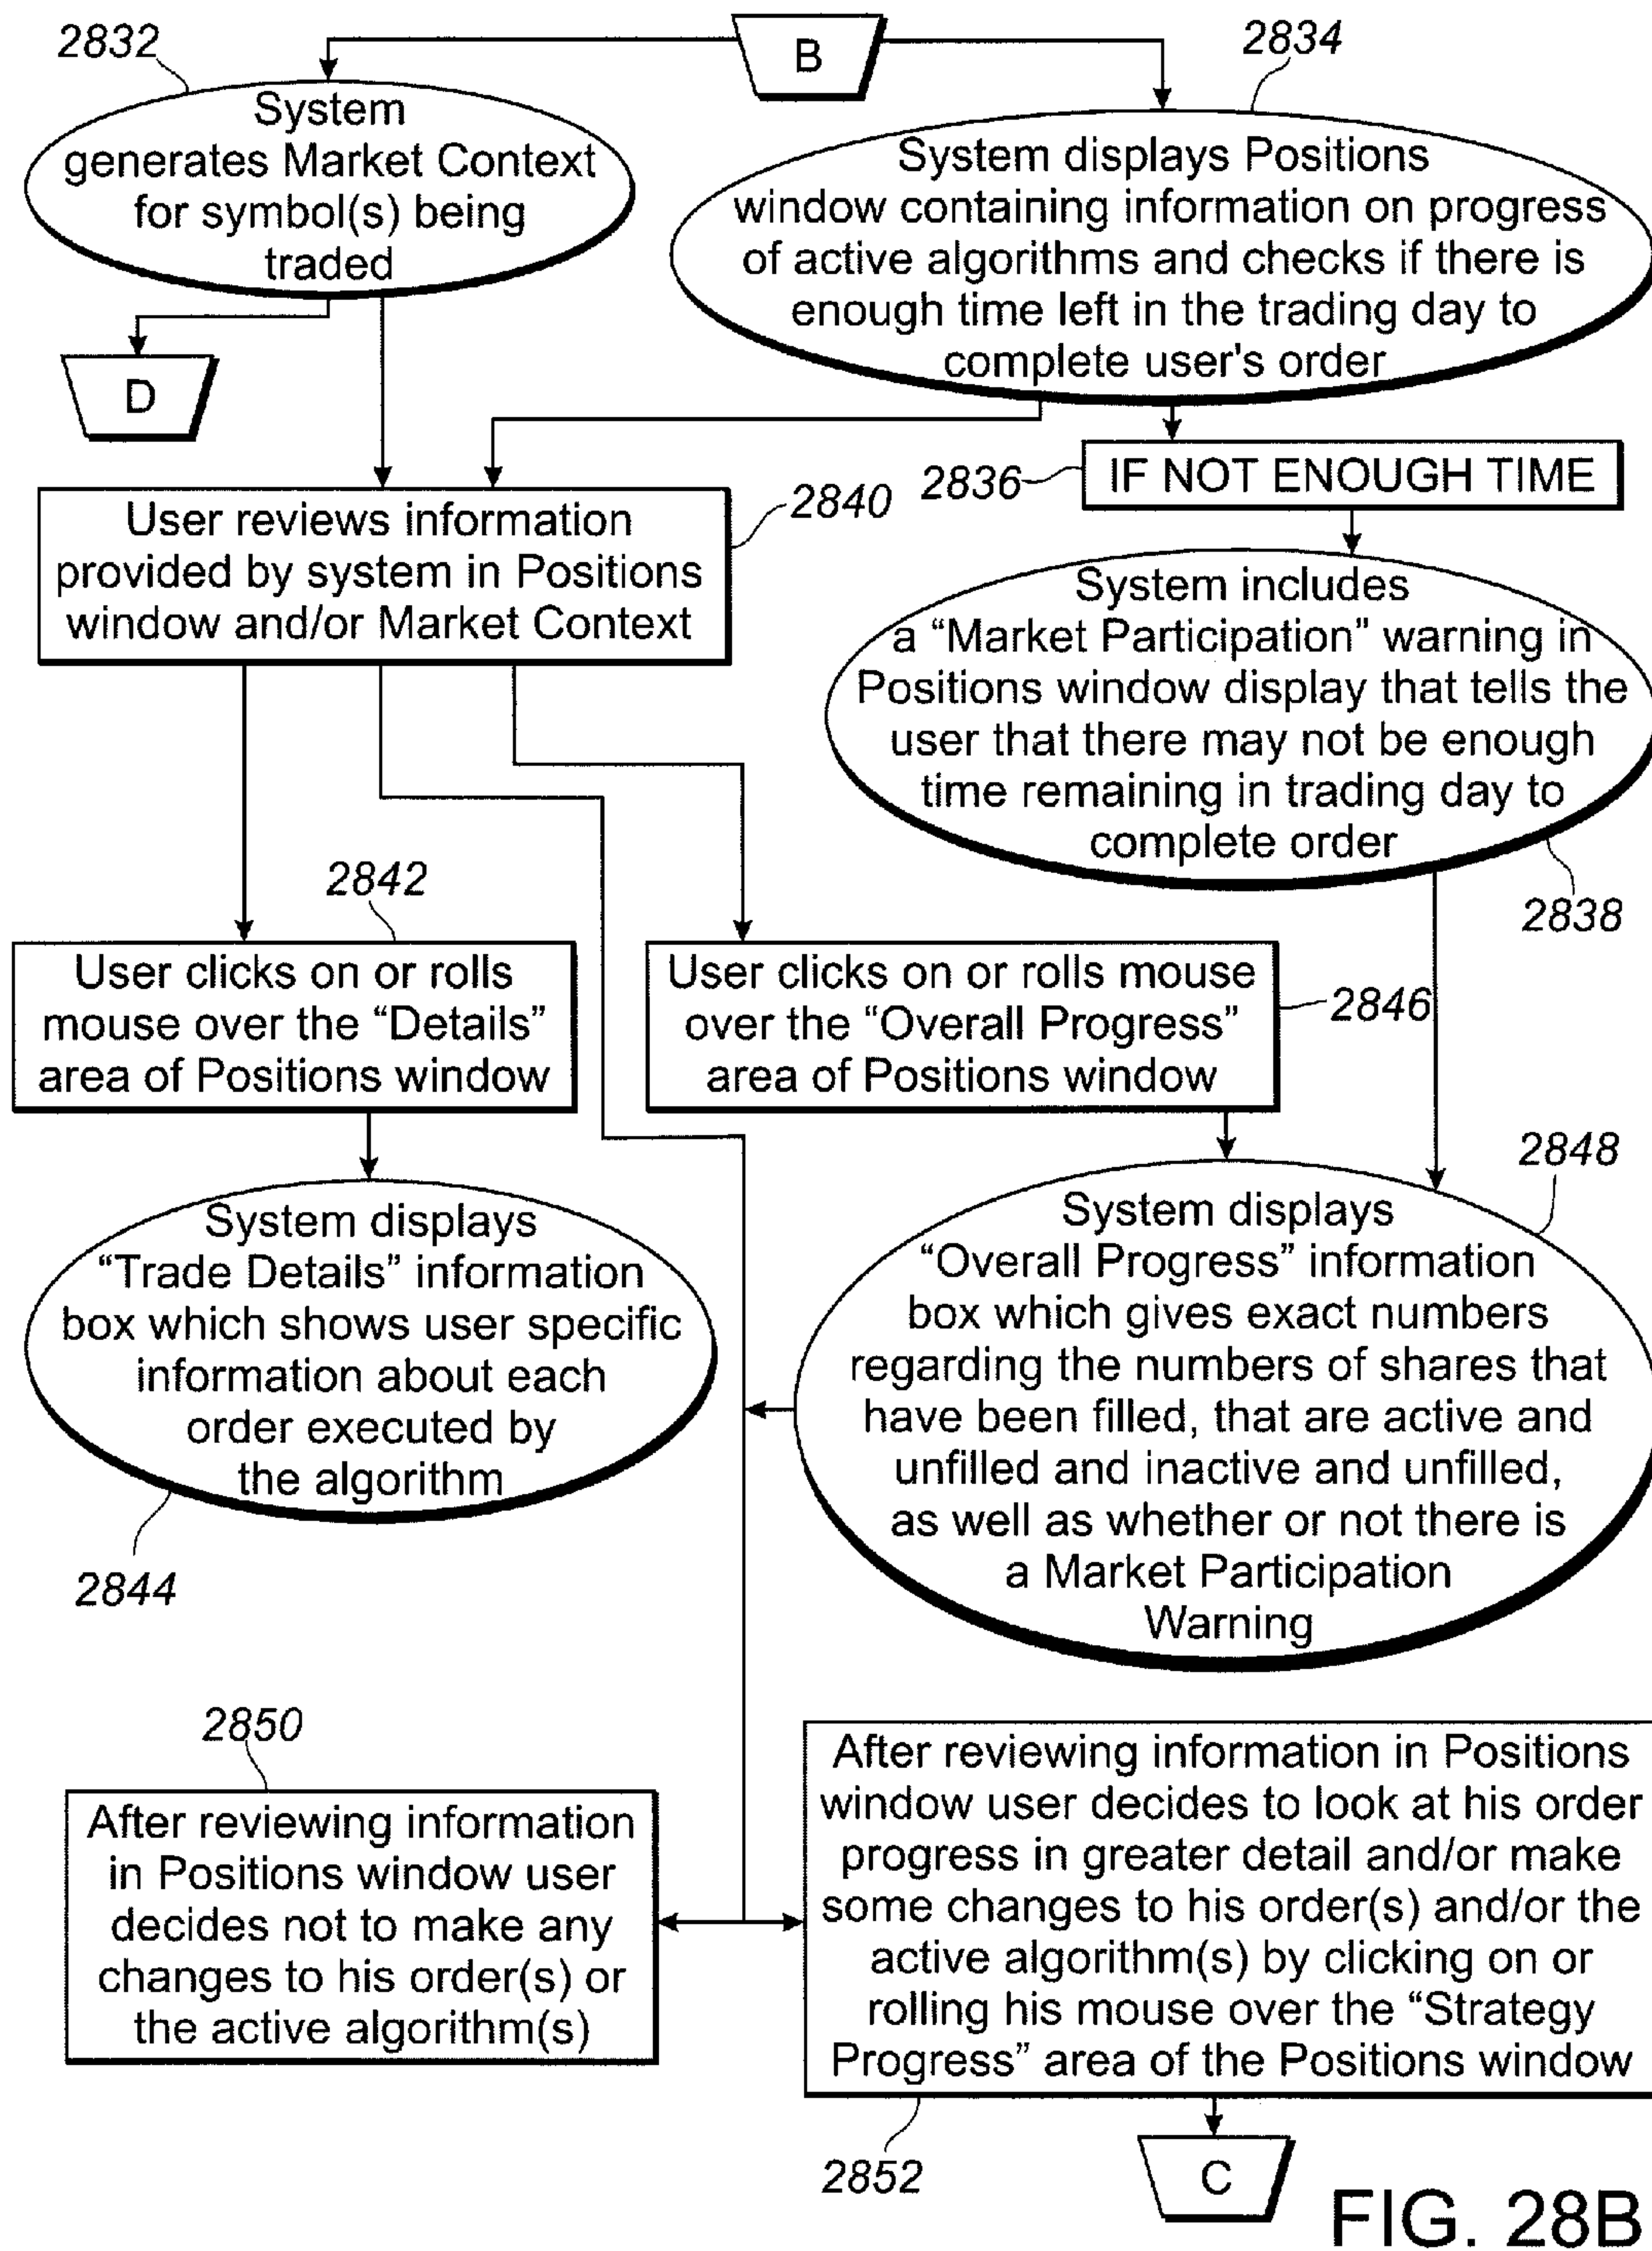 2832
B
2834
System
generates Market Context
for symbol(s) being
traded
System displays Positions
window containing information on progress
of active algorithms and checks if there is
enough time left in the trading day to
complete user's order
D
2836
IF NOT ENOUGH TIME
User reviews information
provided by system in Positions
window and/or Market Context
2840
System includes
a “Market Participation” warning in
Positions window display that tells the
user that there may not be enough
time remaining in trading day to
complete order
2838
2842
User clicks on or rolls
mouse over the “Details”
area of Positions window
User clicks on or rolls mouse
over the “Overall Progress”
area of Positions window
2846
System displays
“Trade Details” information
box which shows user specific
information about each
order executed by
the algorithm
2844
2848
System displays
“Overall Progress” information
box which gives exact numbers
regarding the numbers of shares that
have been filled, that are active and
unfilled and inactive and unfilled,
as well as whether or not there is
a Market Participation
Warning
2850
After reviewing information
in Positions window user
decides not to make any
changes to his order(s) or
the active algorithm(s)
After reviewing information in Positions
window user decides to look at his order
progress in greater detail and/or make
some changes to his order(s) and/or the
active algorithm(s) by clicking on or
rolling his mouse over the “Strategy
Progress” area of the Positions window
2852
C
FIG. 28B